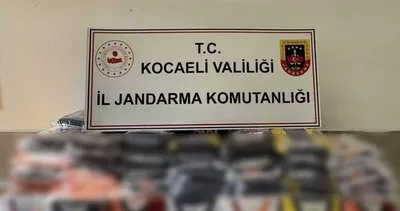 T.C.
KOCAELİ VALİLİĞİ
İL JANDARMA KOMUTANLIĞI